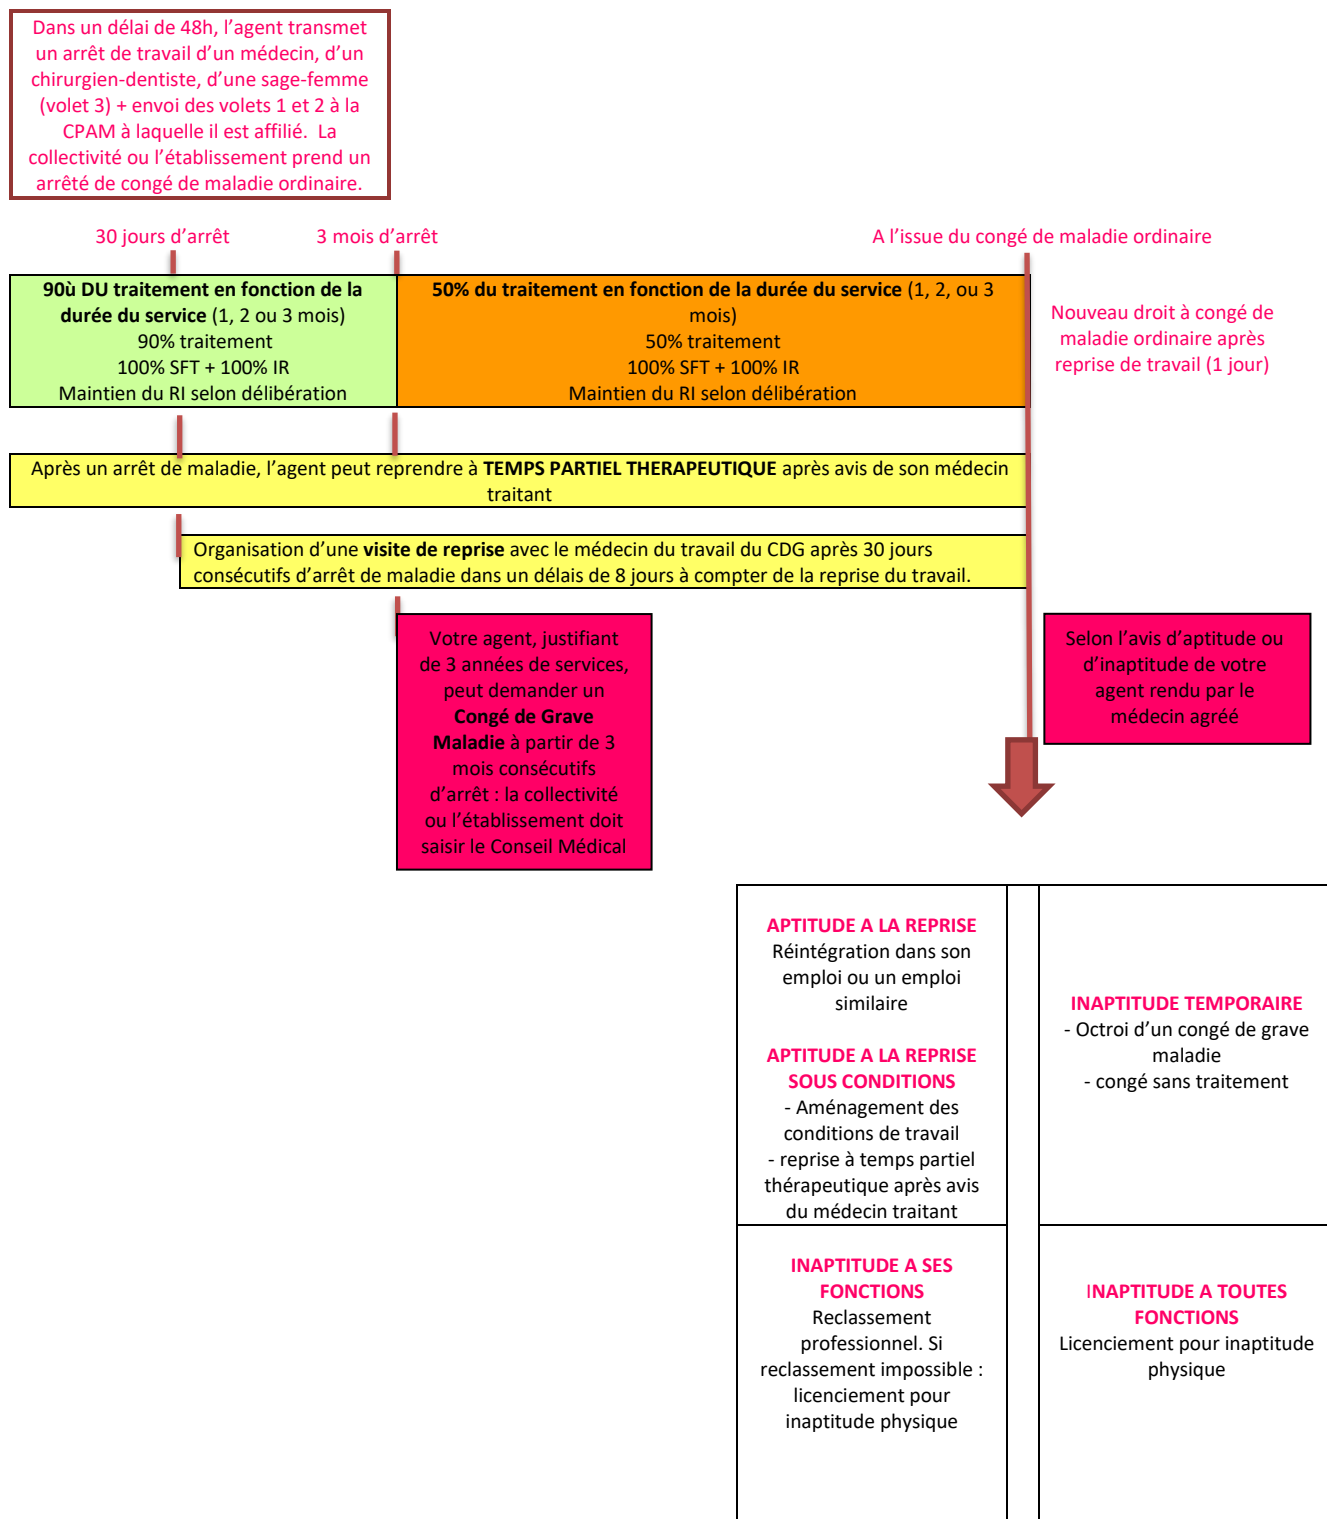 Dans un délai de 48h, l’agent transmet
un arrêt de travail d’un médecin, d’un
chirurgien-dentiste, d’une sage-femme
(volet 3) + envoi des volets 1 et 2 à la
CPAM à laquelle il est affilié.  La
collectivité ou l’établissement prend un
arrêté de congé de maladie ordinaire.
30 jours d’arrêt
3 mois d’arrêt
A l’issue du congé de maladie ordinaire
90ù DU traitement en fonction de la
durée du service (1, 2 ou 3 mois)
90% traitement
100% SFT + 100% IR
Maintien du RI selon délibération
50% du traitement en fonction de la durée du service (1, 2, ou 3
mois)
50% traitement
100% SFT + 100% IR
Maintien du RI selon délibération
Nouveau droit à congé de
maladie ordinaire après
reprise de travail (1 jour)
Après un arrêt de maladie, l’agent peut reprendre à TEMPS PARTIEL THERAPEUTIQUE après avis de son médecin
traitant
Organisation d’une visite de reprise avec le médecin du travail du CDG après 30 jours
consécutifs d’arrêt de maladie dans un délais de 8 jours à compter de la reprise du travail.
Votre agent, justifiant
de 3 années de services,
peut demander un
Congé de Grave
Maladie à partir de 3
mois consécutifs
d’arrêt : la collectivité
ou l’établissement doit
saisir le Conseil Médical
Selon l’avis d’aptitude ou
d’inaptitude de votre
agent rendu par le
médecin agréé
APTITUDE A LA REPRISE
Réintégration dans son
emploi ou un emploi
similaire
APTITUDE A LA REPRISE
SOUS CONDITIONS
- Aménagement des
conditions de travail
- reprise à temps partiel
thérapeutique après avis
du médecin traitant
INAPTITUDE TEMPORAIRE
- Octroi d’un congé de grave
maladie
- congé sans traitement
INAPTITUDE A SES
FONCTIONS
Reclassement
professionnel. Si
reclassement impossible :
licenciement pour
inaptitude physique
INAPTITUDE A TOUTES
FONCTIONS
Licenciement pour inaptitude
physique